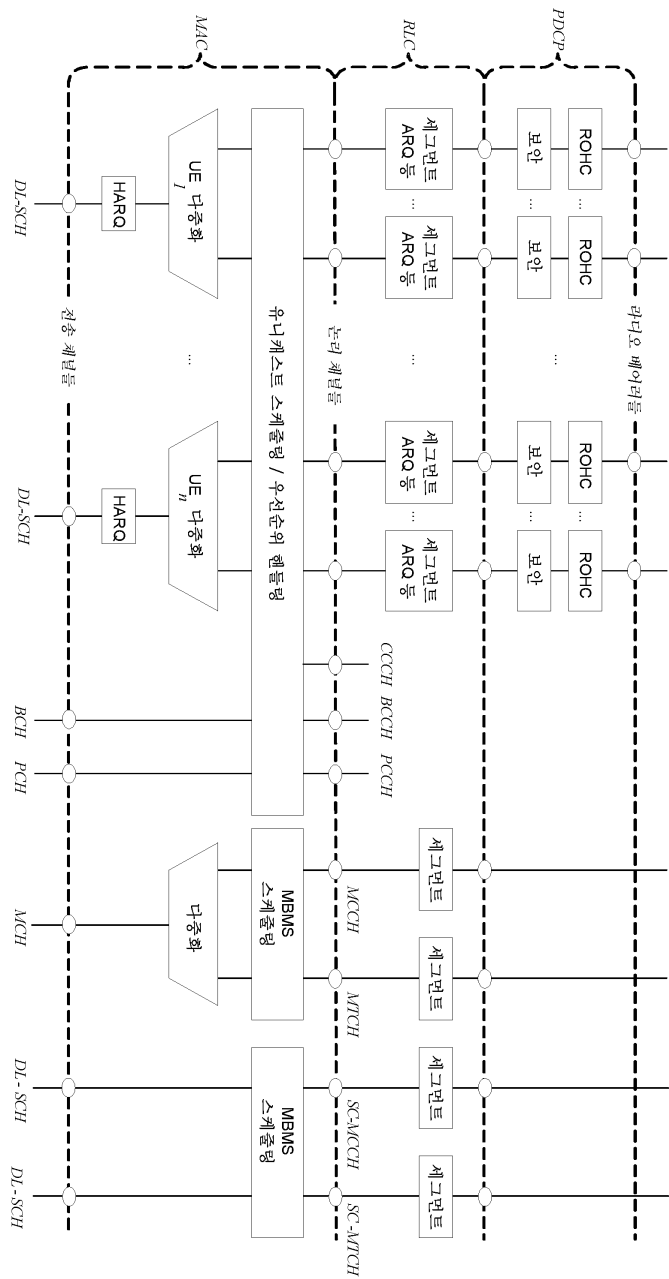 라디오 베어러들
ROHC ... ROHC ROHC ... ROHC
PDCP
...
보안 ... 보안 보안 ... 보안
RLC
세그먼트
ARQ 등
...
세그먼트
ARQ 등
...
세그먼트
ARQ 등
...
세그먼트
ARQ 등
세그먼트
세그먼트
세그먼트
세그먼트
CCCH BCCH PCCH
MCCH
MTCH
SC-MCCH
SC-MTCH
논리 채널들
유니캐스트 스케줄링 / 우선순위 핸들링
MBMS
스케줄링
MBMS
스케줄링
MAC
UE 1 다중화
...
UE n 다중화
다중화
HARQ
HARQ
전송 채널들
DL-SCH
DL-SCH
BCH
PCH
MCH
DL-SCH
DL-SCH